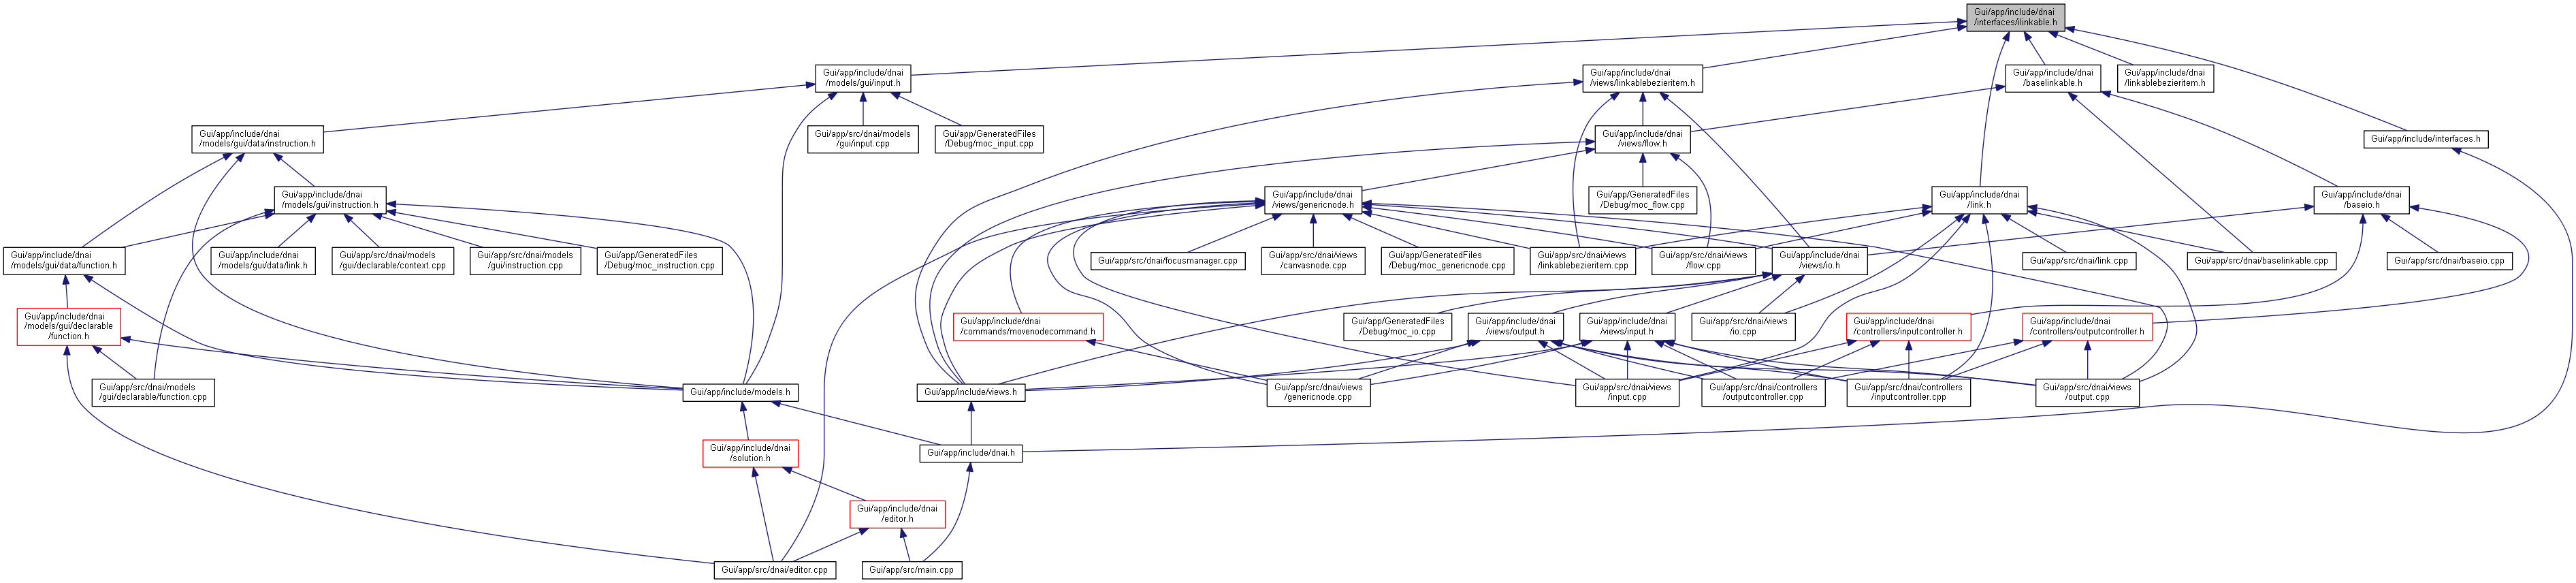 Gui/app/include/dnai
/interfaces/ilinkable.h
Gui/app/include/dnai
/models/gui/input.h
Gui/app/include/dnai
/views/linkablebezieritem.h
Gui/app/include/dnai
/baselinkable.h
Gui/app/include/dnai
/linkablebezieritem.h
Gui/app/include/dnai
/models/gui/data/instruction.h
Gui/app/src/dnai/models
/gui/input.cpp
Gui/app/GeneratedFiles
/Debug/moc_input.cpp
Gui/app/include/dnai
/views/flow.h
Gui/app/include/interfaces.h
Gui/app/include/dnai
/models/gui/instruction.h
Gui/app/include/dnai
/views/genericnode.h
Gui/app/GeneratedFiles
/Debug/moc_flow.cpp
Gui/app/include/dnai
/link.h
Gui/app/include/dnai
/baseio.h
Gui/app/include/dnai
/models/gui/data/function.h
Gui/app/include/dnai
/models/gui/data/link.h
Gui/app/src/dnai/models
/gui/declarable/context.cpp
Gui/app/src/dnai/models
/gui/instruction.cpp
Gui/app/GeneratedFiles
/Debug/moc_instruction.cpp
Gui/app/src/dnai/focusmanager.cpp
Gui/app/src/dnai/views
/canvasnode.cpp
Gui/app/GeneratedFiles
/Debug/moc_genericnode.cpp
Gui/app/src/dnai/views
/linkablebezieritem.cpp
Gui/app/src/dnai/views
/flow.cpp
Gui/app/include/dnai
/views/io.h
Gui/app/src/dnai/link.cpp
Gui/app/src/dnai/baselinkable.cpp
Gui/app/src/dnai/baseio.cpp
Gui/app/include/dnai
/models/gui/declarable
/function.h
Gui/app/include/dnai
/commands/movenodecommand.h
Gui/app/GeneratedFiles
/Debug/moc_io.cpp
Gui/app/include/dnai
/views/output.h
Gui/app/include/dnai
/views/input.h
Gui/app/src/dnai/views
/io.cpp
Gui/app/include/dnai
/controllers/inputcontroller.h
Gui/app/include/dnai
/controllers/outputcontroller.h
Gui/app/src/dnai/models
/gui/declarable/function.cpp
Gui/app/include/models.h
Gui/app/include/views.h
Gui/app/src/dnai/views
/genericnode.cpp
Gui/app/src/dnai/views
/input.cpp
Gui/app/src/dnai/controllers
/outputcontroller.cpp
Gui/app/src/dnai/controllers
/inputcontroller.cpp
Gui/app/src/dnai/views
/output.cpp
Gui/app/include/dnai
/solution.h
Gui/app/include/dnai.h
Gui/app/include/dnai
/editor.h
Gui/app/src/dnai/editor.cpp
Gui/app/src/main.cpp